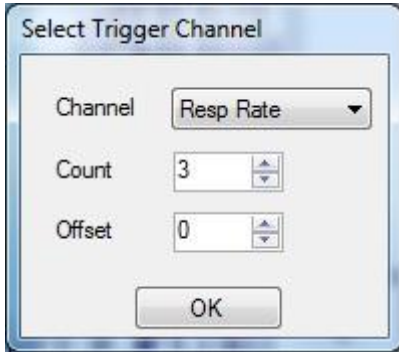 Select Trigger Channel
Channel Resp Rate
Count 3
Offset 0
OK